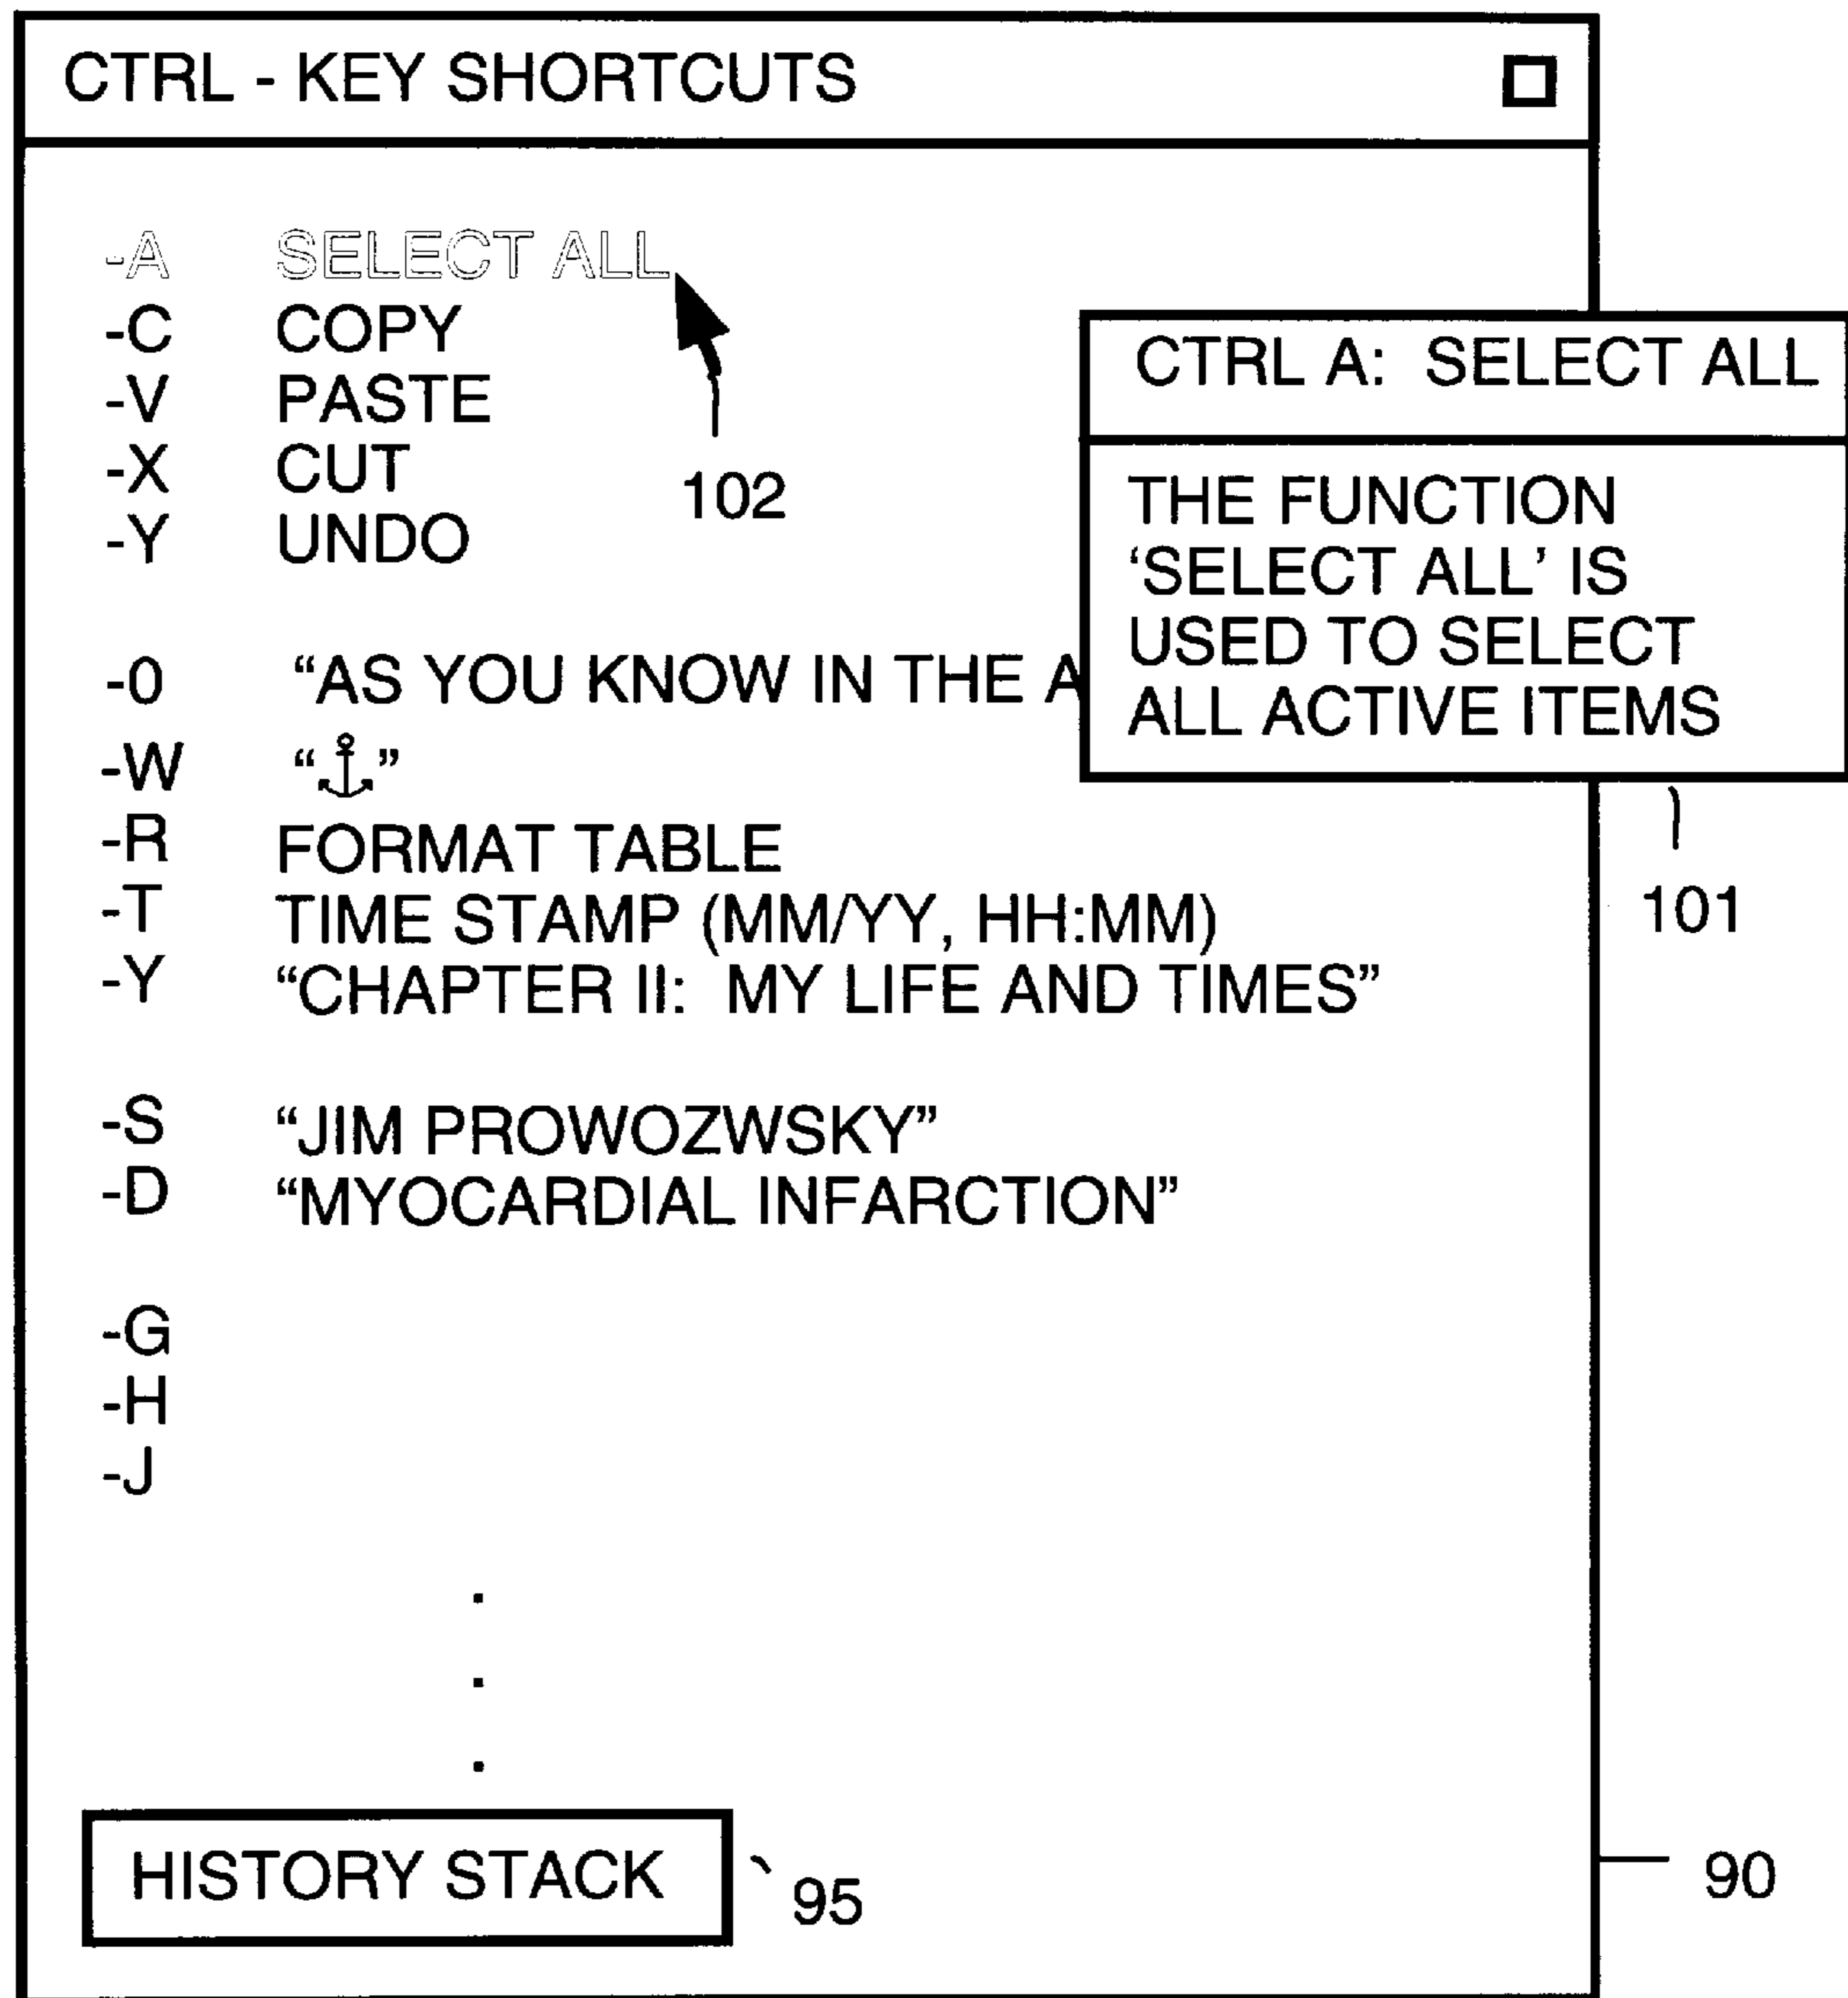 CTRL - KEY SHORTCUTS
-A SELECT ALL
-C COPY
-V PASTE
-X CUT
-Y UNDO
102
CTRL A: SELECT ALL
THE FUNCTION
‘SELECT ALL’ IS
USED TO SELECT
ALL ACTIVE ITEMS
101
-0 “AS YOU KNOW IN THE A
-W “⚓”
-R FORMAT TABLE
-T TIME STAMP (MM/YY, HH:MM)
-Y “CHAPTER II: MY LIFE AND TIMES”
-S “JIM PROWOZWSKY”
-D “MYOCARDIAL INFARCTION”
-G
-H
-J
.
.
.
HISTORY STACK
95
90